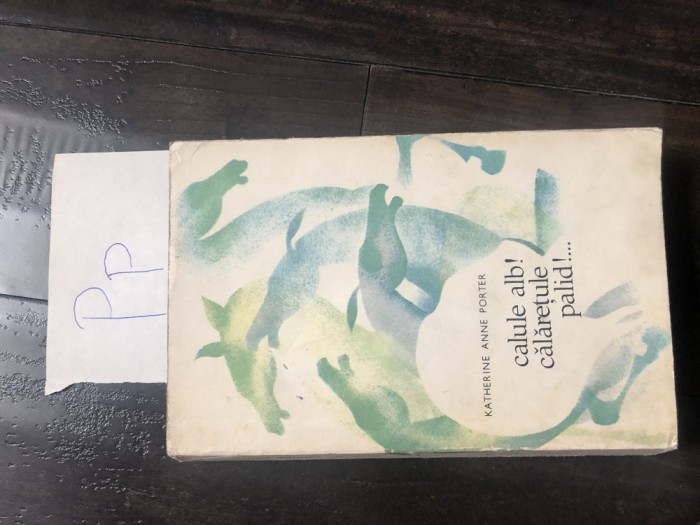 Pp
KATHERINE ANNE PORTER
calule alb!
călărețule
palid!...